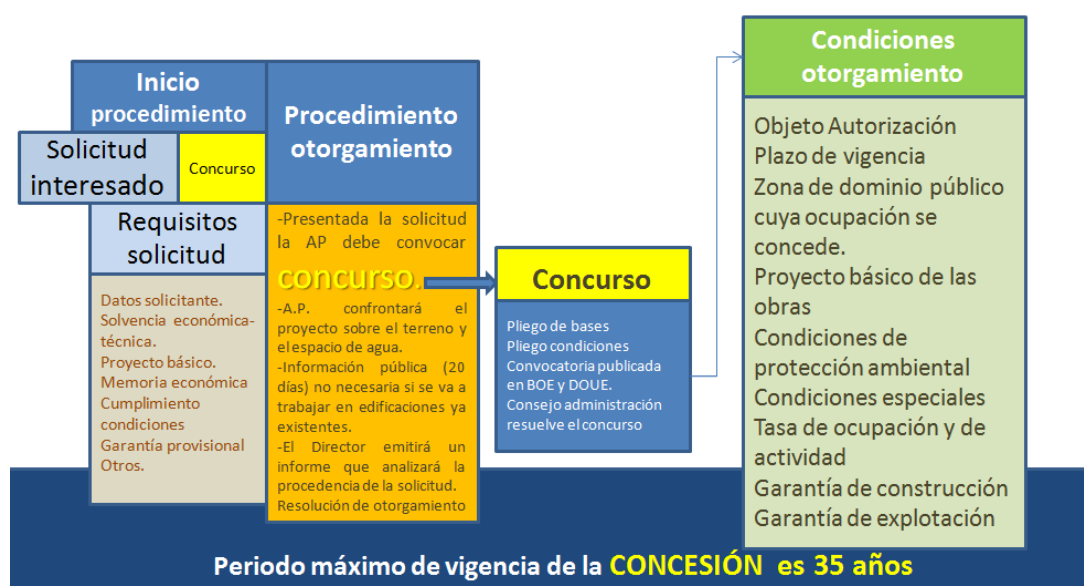 Inicio
procedimiento
Solicitud
interesado
Concurso
Requisitos
solicitud
Datos solicitante.
Solvencia económica-
técnica.
Proyecto básico.
Memoria económica
Cumplimiento
condiciones
Garantía provisional
Otros.
Procedimiento
otorgamiento
-Presentada la solicitud
la AP debe convocar
concurso.
-A.P. confrontará el
proyecto sobre el terreno y
el espacio de agua.
-Información pública (20
días) no necesaria si se va a
trabajar en edificaciones ya
existentes.
-El Director emitirá un
informe que analizará la
procedencia de la solicitud.
Resolución de otorgamiento
Concurso
Pliego de bases
Pliego condiciones
Convocatoria publicada
en BOE y DOUE.
Consejo administración
resuelve el concurso
Condiciones
otorgamiento
Objeto Autorización
Plazo de vigencia
Zona de dominio público
cuya ocupación se
concede.
Proyecto básico de las
obras
Condiciones de
protección ambiental
Condiciones especiales
Tasa de ocupación y de
actividad
Garantía de construcción
Garantía de explotación
Periodo máximo de vigencia de la CONCESIÓN es 35 años